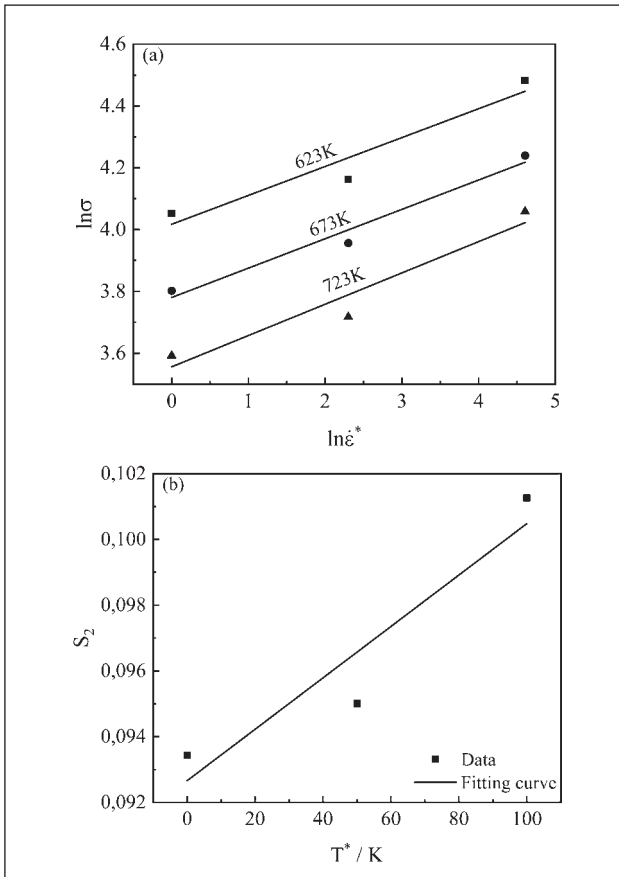 (a)
4.6
4.4
4.2
4.0
3.8
3.6
lnσ
623K
673K
723K
0 1 2 3 4 5
lnε̇*
(b)
0,102
0,100
0,098
0,096
0,094
0,092
S₂
Data
Fitting curve
0 20 40 60 80 100
T* / K